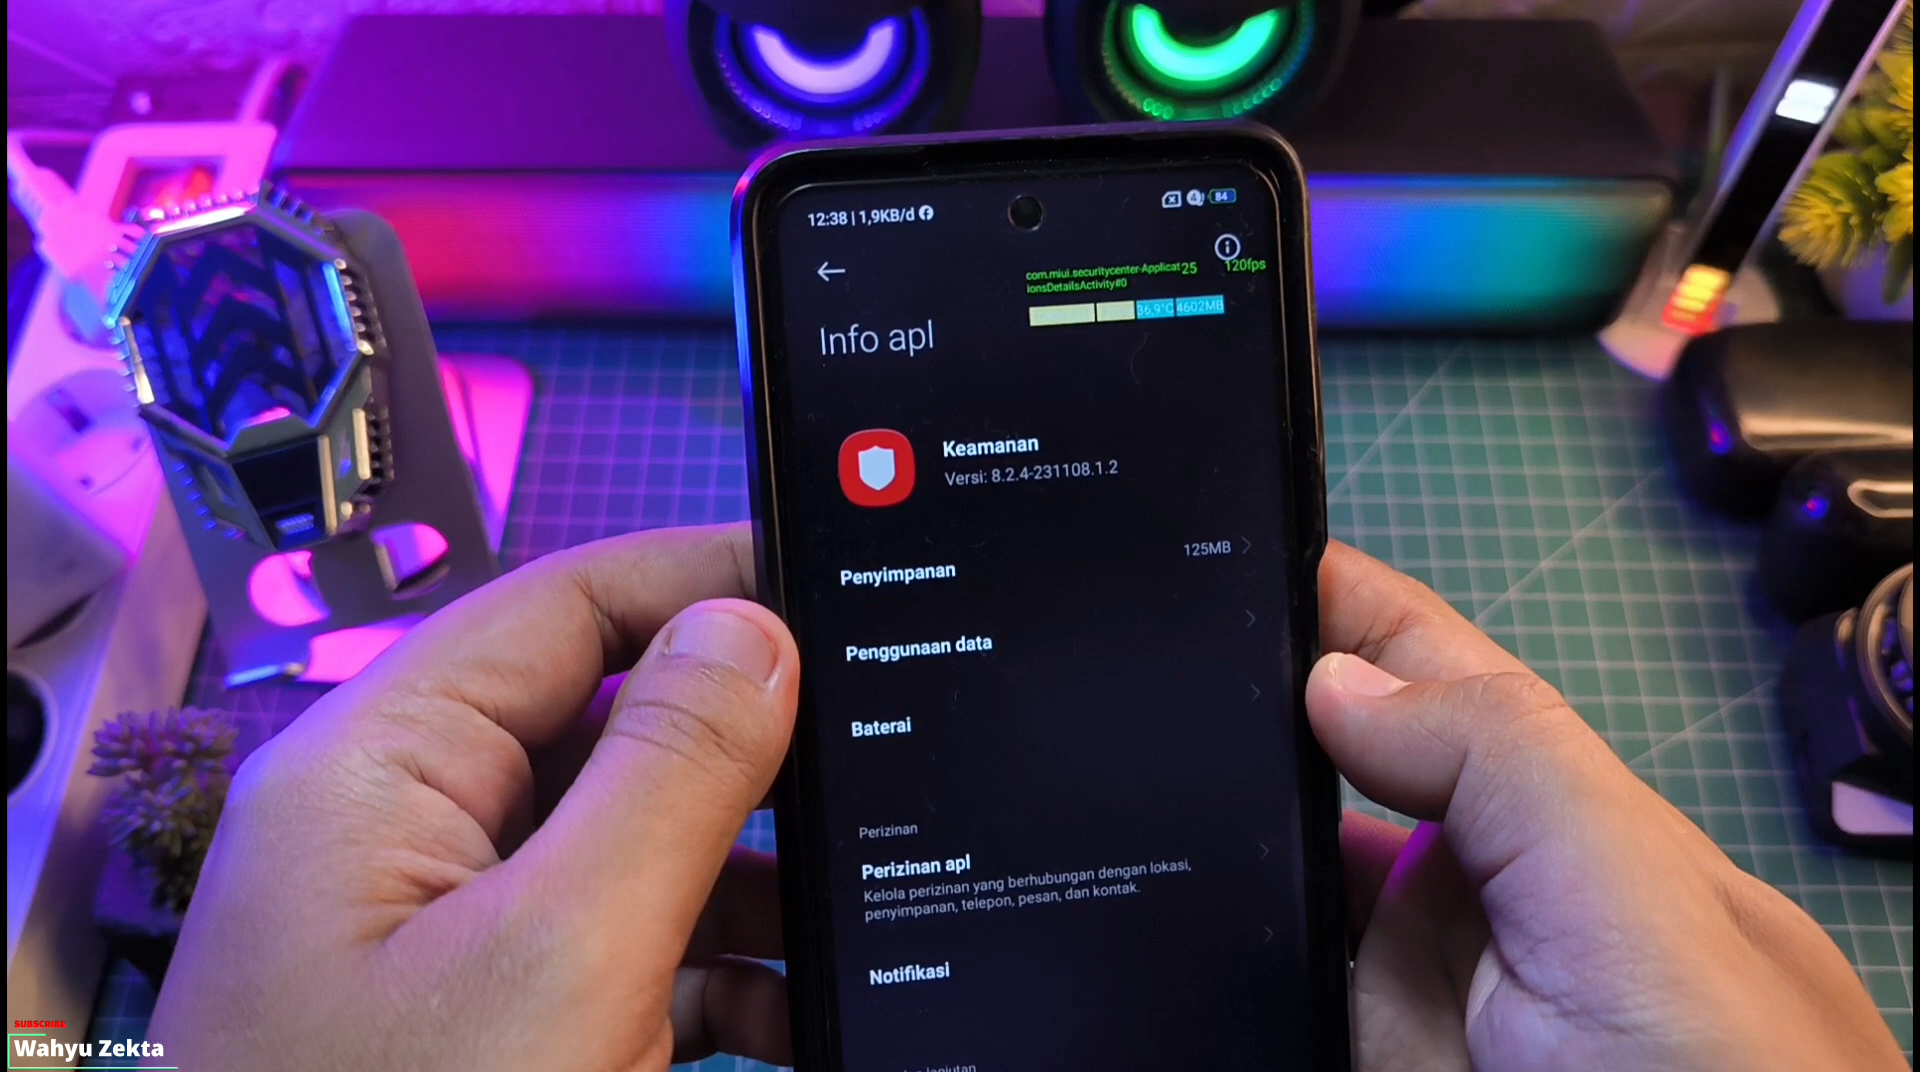 12:38 | 1,9KB/d
84
com.miui.securitycenter-Applicat 25
120fps
ionsDetailsActivity#0
36,9°C 4602MB
Info apl
Keamanan
Versi: 8.2.4-231108.1.2
Penyimpanan
125MB
Penggunaan data
Baterai
Perizinan
Perizinan apl
Kelola perizinan yang berhubungan dengan lokasi,
penyimpanan, telepon, pesan, dan kontak.
Notifikasi
lanjutan
SUBSCRIBE
Wahyu Zekta